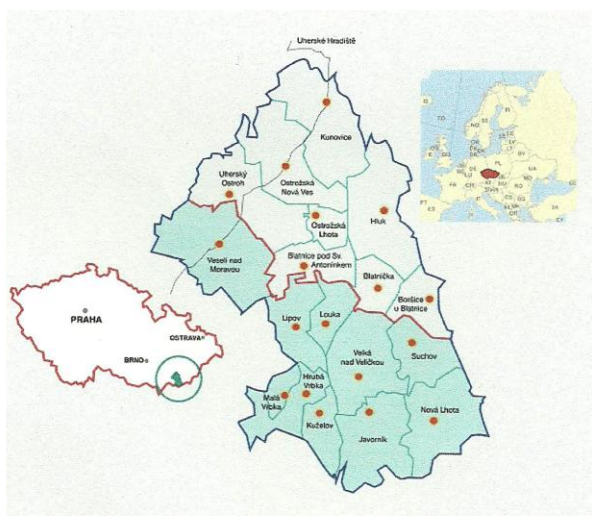 Uherské Hradiště
Kunovice
Uherský
Ostroh
Ostrožská
Nová Ves
Ostrožská
Lhota
Hluk
Veselí nad
Moravou
Blatnice pod Sv.
Antonínkem
Blatnička
Boršice
u Blatnice
Lipov
Louka
Suchov
Velká
nad Veličkou
Hrubá
Vrbka
Malá
Vrbka
Kuželov
Javorník
Nová Lhota
PRAHA
OSTRAVA
BRNO